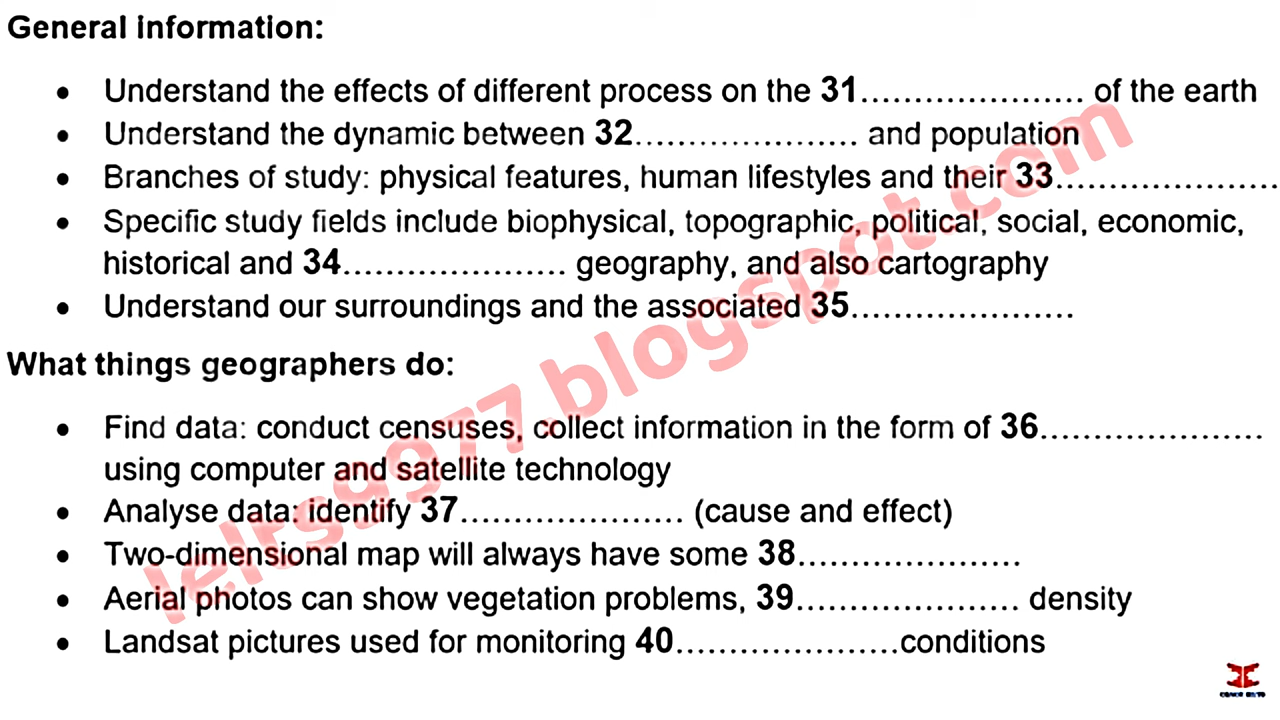 General information:
• Understand the effects of different process on the 31..................... of the earth
• Understand the dynamic between 32..................... and population
• Branches of study: physical features, human lifestyles and their 33.....................
• Specific study fields include biophysical, topographic, political, social, economic,
historical and 34..................... geography, and also cartography
• Understand our surroundings and the associated 35.....................
What things geographers do:
• Find data: conduct censuses, collect information in the form of 36.....................
using computer and satellite technology
• Analyse data: identify 37..................... (cause and effect)
• Two-dimensional map will always have some 38.....................
• Aerial photos can show vegetation problems, 39..................... density
• Landsat pictures used for monitoring 40.....................conditions
Ielts9977.blogspot.com